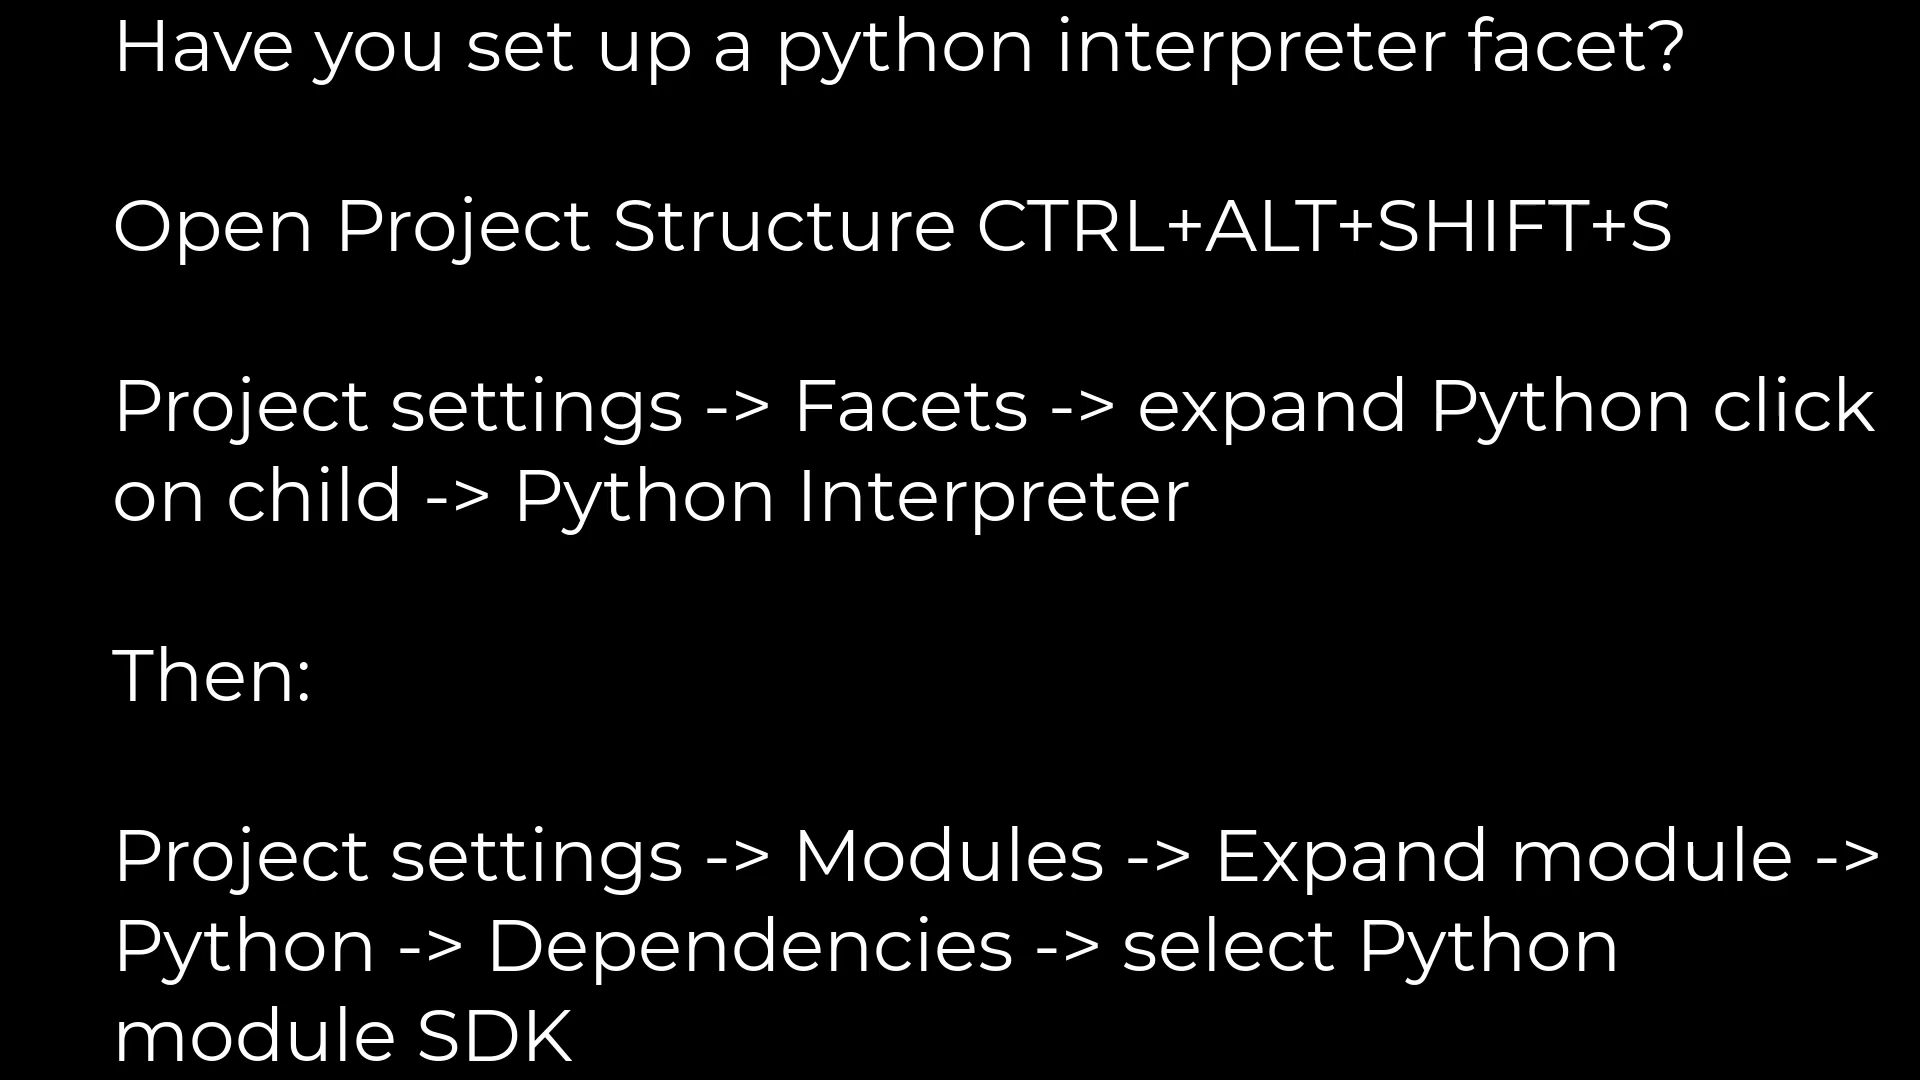 Have you set up a python interpreter facet?
Open Project Structure CTRL+ALT+SHIFT+S
Project settings -> Facets -> expand Python click
on child -> Python Interpreter
Then:
Project settings -> Modules -> Expand module ->
Python -> Dependencies -> select Python
module SDK